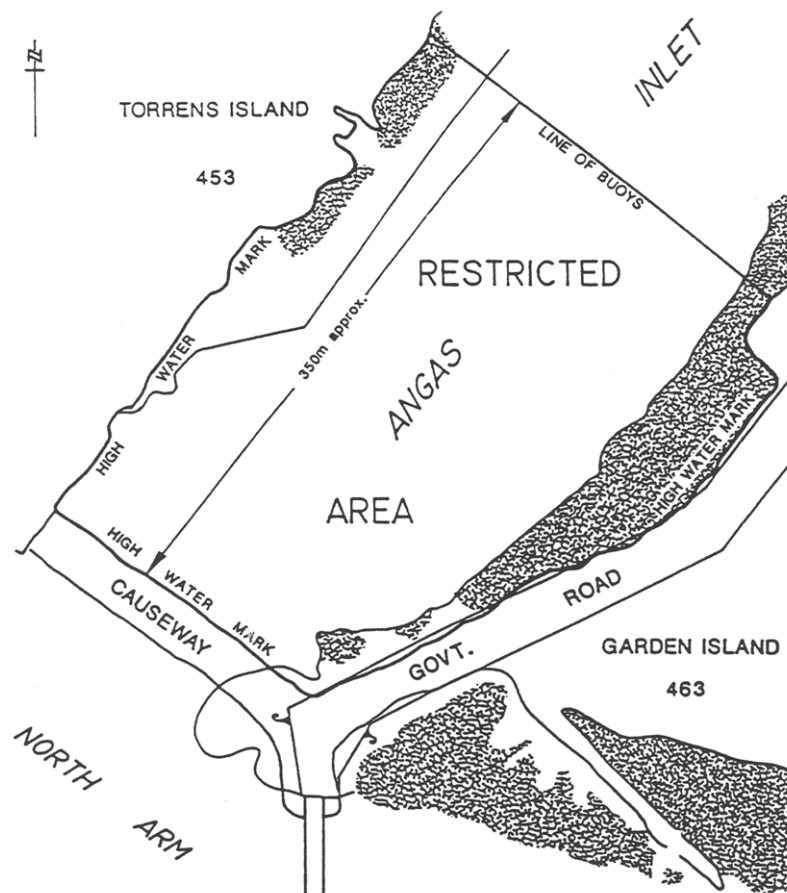 N
INLET
TORRENS ISLAND
453
LINE OF BUOYS
RESTRICTED
HIGH WATER MARK
350m approx.
ANGAS
HIGH WATER MARK
AREA
HIGH WATER MARK
CAUSEWAY
GOVT. ROAD
GARDEN ISLAND
463
NORTH ARM